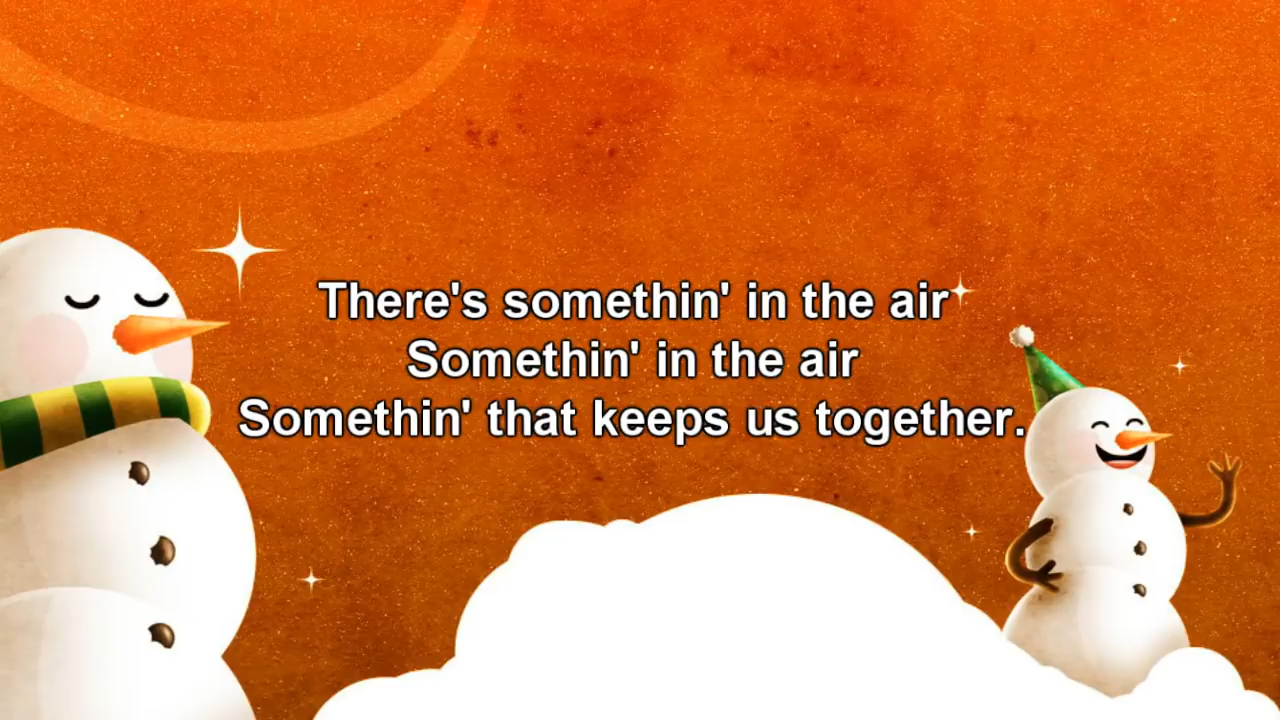 There's somethin' in the air
Somethin' in the air
Somethin' that keeps us together.